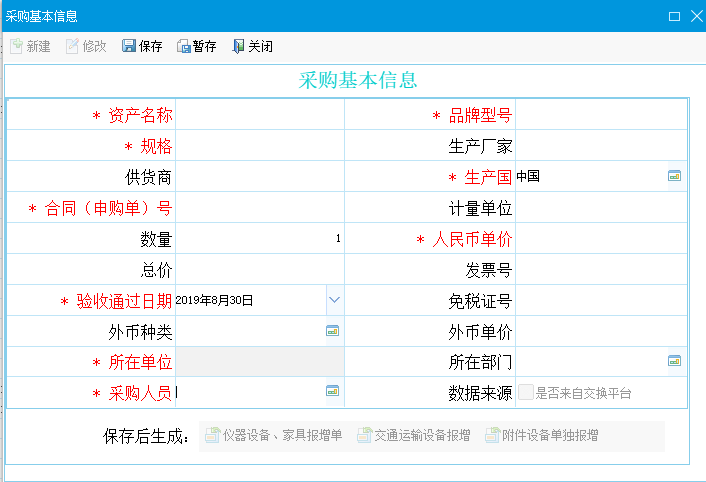 采购基本信息
新建 修改 保存 暂存 关闭
采购基本信息
* 资产名称 * 品牌型号
* 规格 生产厂家
供货商 * 生产国 中国
* 合同（申购单）号 计量单位
数量 1 * 人民币单价
总价 发票号
* 验收通过日期 2019年8月30日 免税证号
外币种类 外币单价
* 所在单位 所在部门
* 采购人员 数据来源 是否来自交换平台
保存后生成： 仪器设备、家具报增单 交通运输设备报增 附件设备单独报增